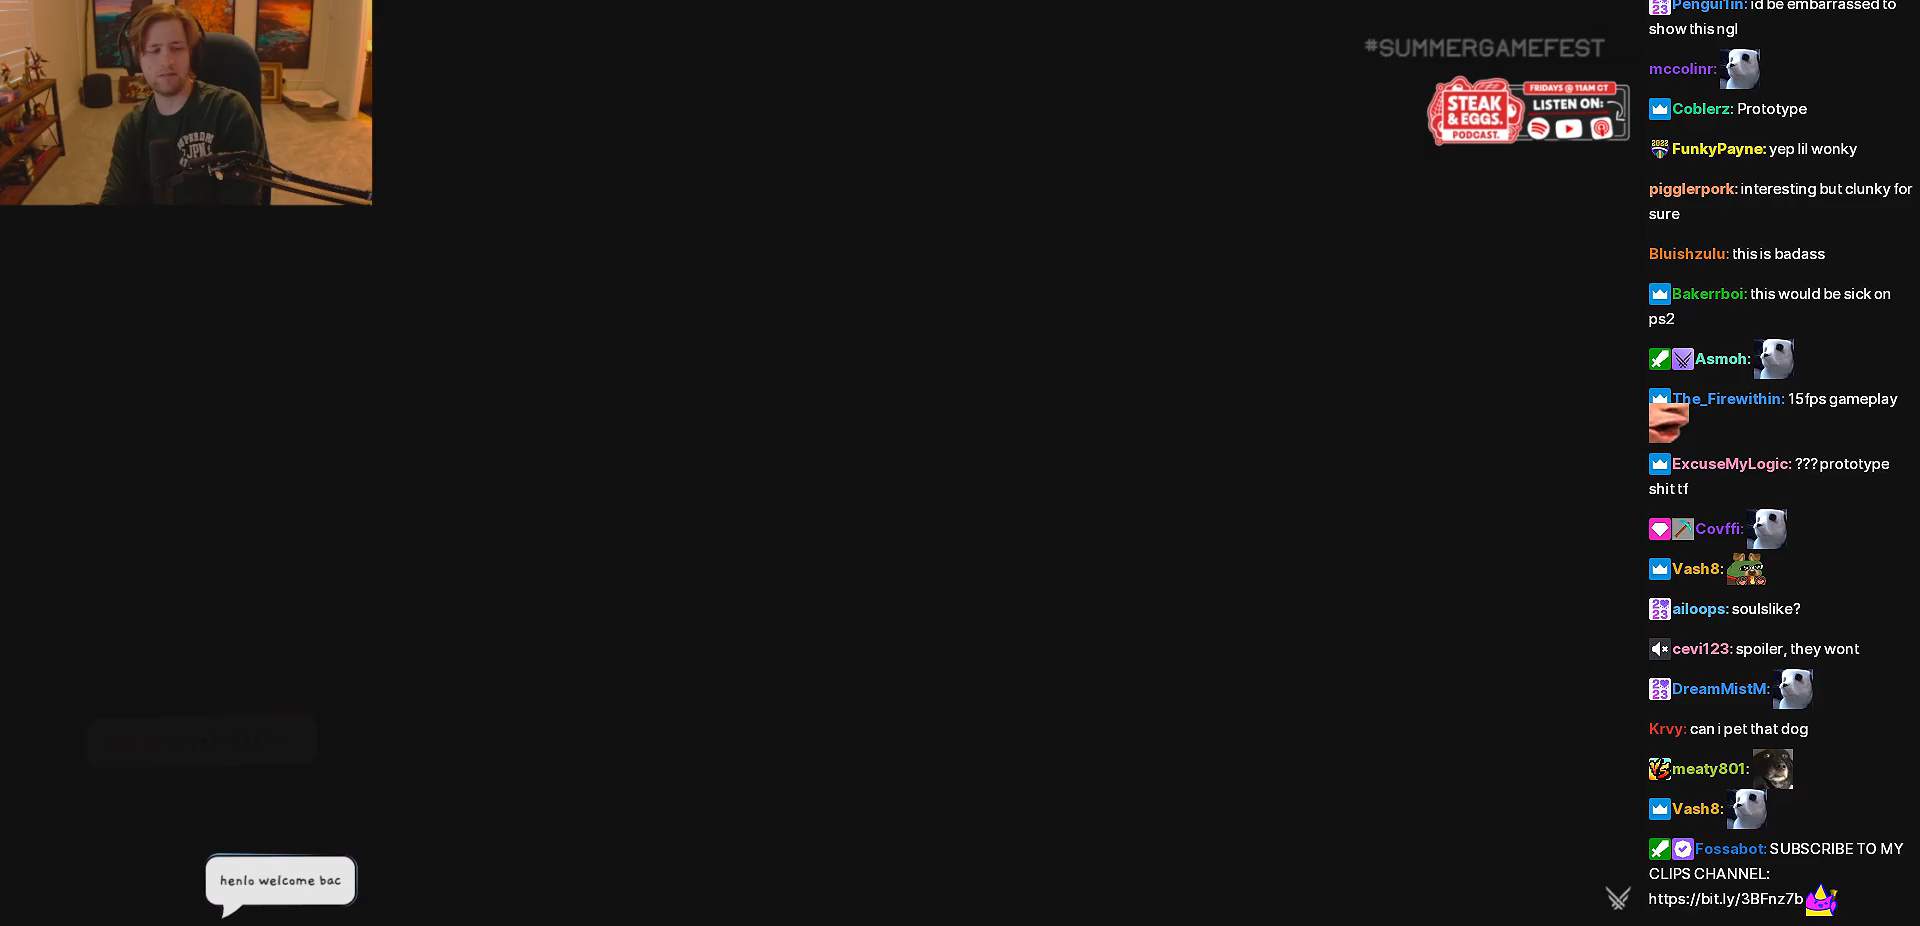 #SUMMERGAMEFEST
STEAK
& EGGS.
PODCAST.
FRIDAYS @ 11AM CT
LISTEN ON:
JPN
Pengui1in: id be embarrassed to
show this ngl
mccolinr:
Coblerz: Prototype
FunkyPayne: yep lil wonky
pigglerpork: interesting but clunky for
sure
Bluishzulu: this is badass
Bakerrboi: this would be sick on
ps2
Asmoh:
The_Firewithin: 15fps gameplay
ExcuseMyLogic: ??? prototype
shit tf
Covffi:
Vash8:
ailoops: soulslike?
cevi123: spoiler, they wont
DreamMistM:
Krvy: can i pet that dog
meaty801:
Vash8:
Fossabot: SUBSCRIBE TO MY
CLIPS CHANNEL:
https://bit.ly/3BFnz7b
henlo welcome bac